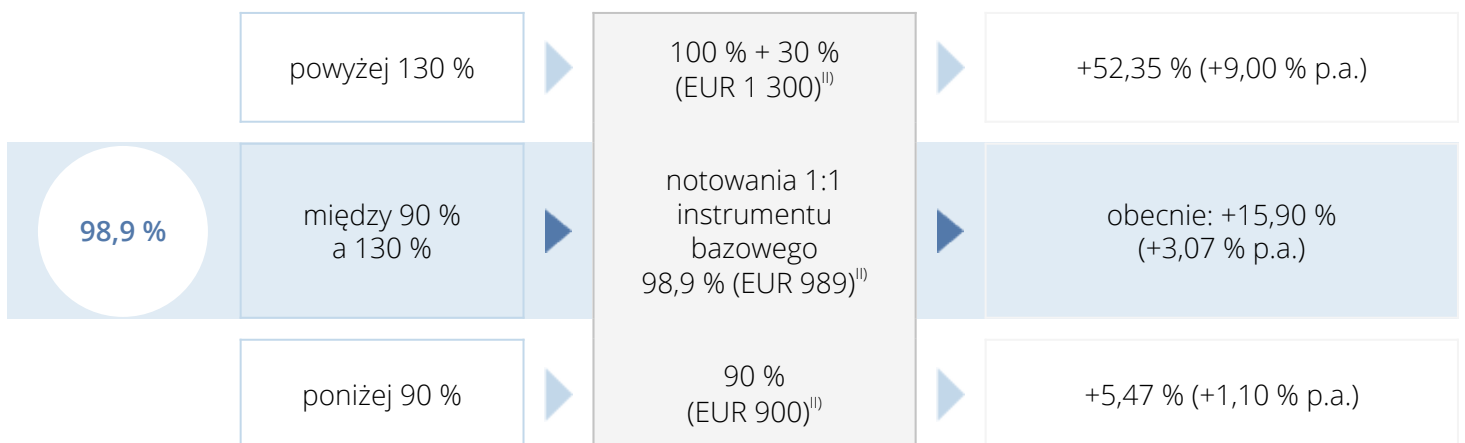 powyżej 130 %
100 % + 30 %
(EUR 1 300)ᴵᴵ⁾
+52,35 % (+9,00 % p.a.)
98,9 %
między 90 %
a 130 %
notowania 1:1
instrumentu
bazowego
98,9 % (EUR 989)ᴵᴵ⁾
obecnie: +15,90 %
(+3,07 % p.a.)
poniżej 90 %
90 %
(EUR 900)ᴵᴵ⁾
+5,47 % (+1,10 % p.a.)